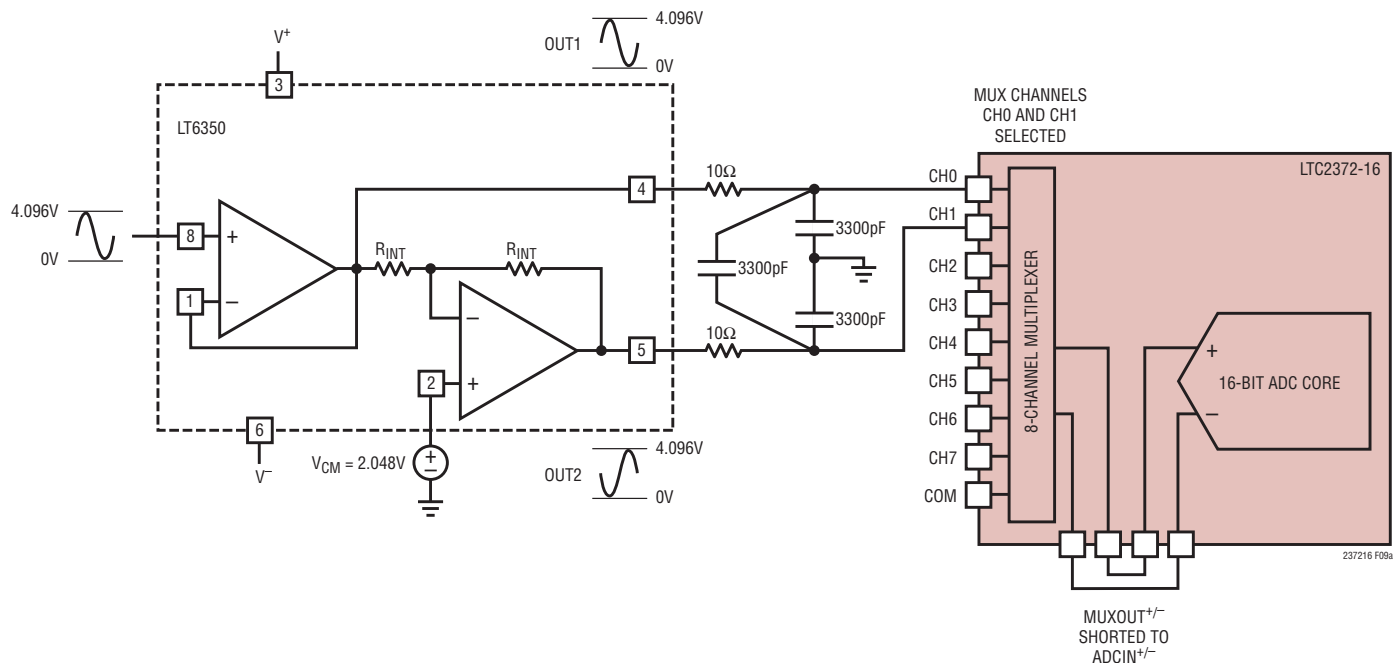 4.096V
OUT1
0V
V+
3
LT6350
MUX CHANNELS
CH0 AND CH1
SELECTED
LTC2372-16
4
10Ω
CH0
CH1
CH2
CH3
CH4
CH5
CH6
CH7
COM
8-CHANNEL MULTIPLEXER
4.096V
0V
8
+
1
−
RINT
RINT
3300pF
3300pF
3300pF
−
+
2
5
10Ω
+
−
16-BIT ADC CORE
6
V−
VCM = 2.048V
+
−
OUT2
4.096V
0V
237216 F09a
MUXOUT+/−
SHORTED TO
ADCIN+/−